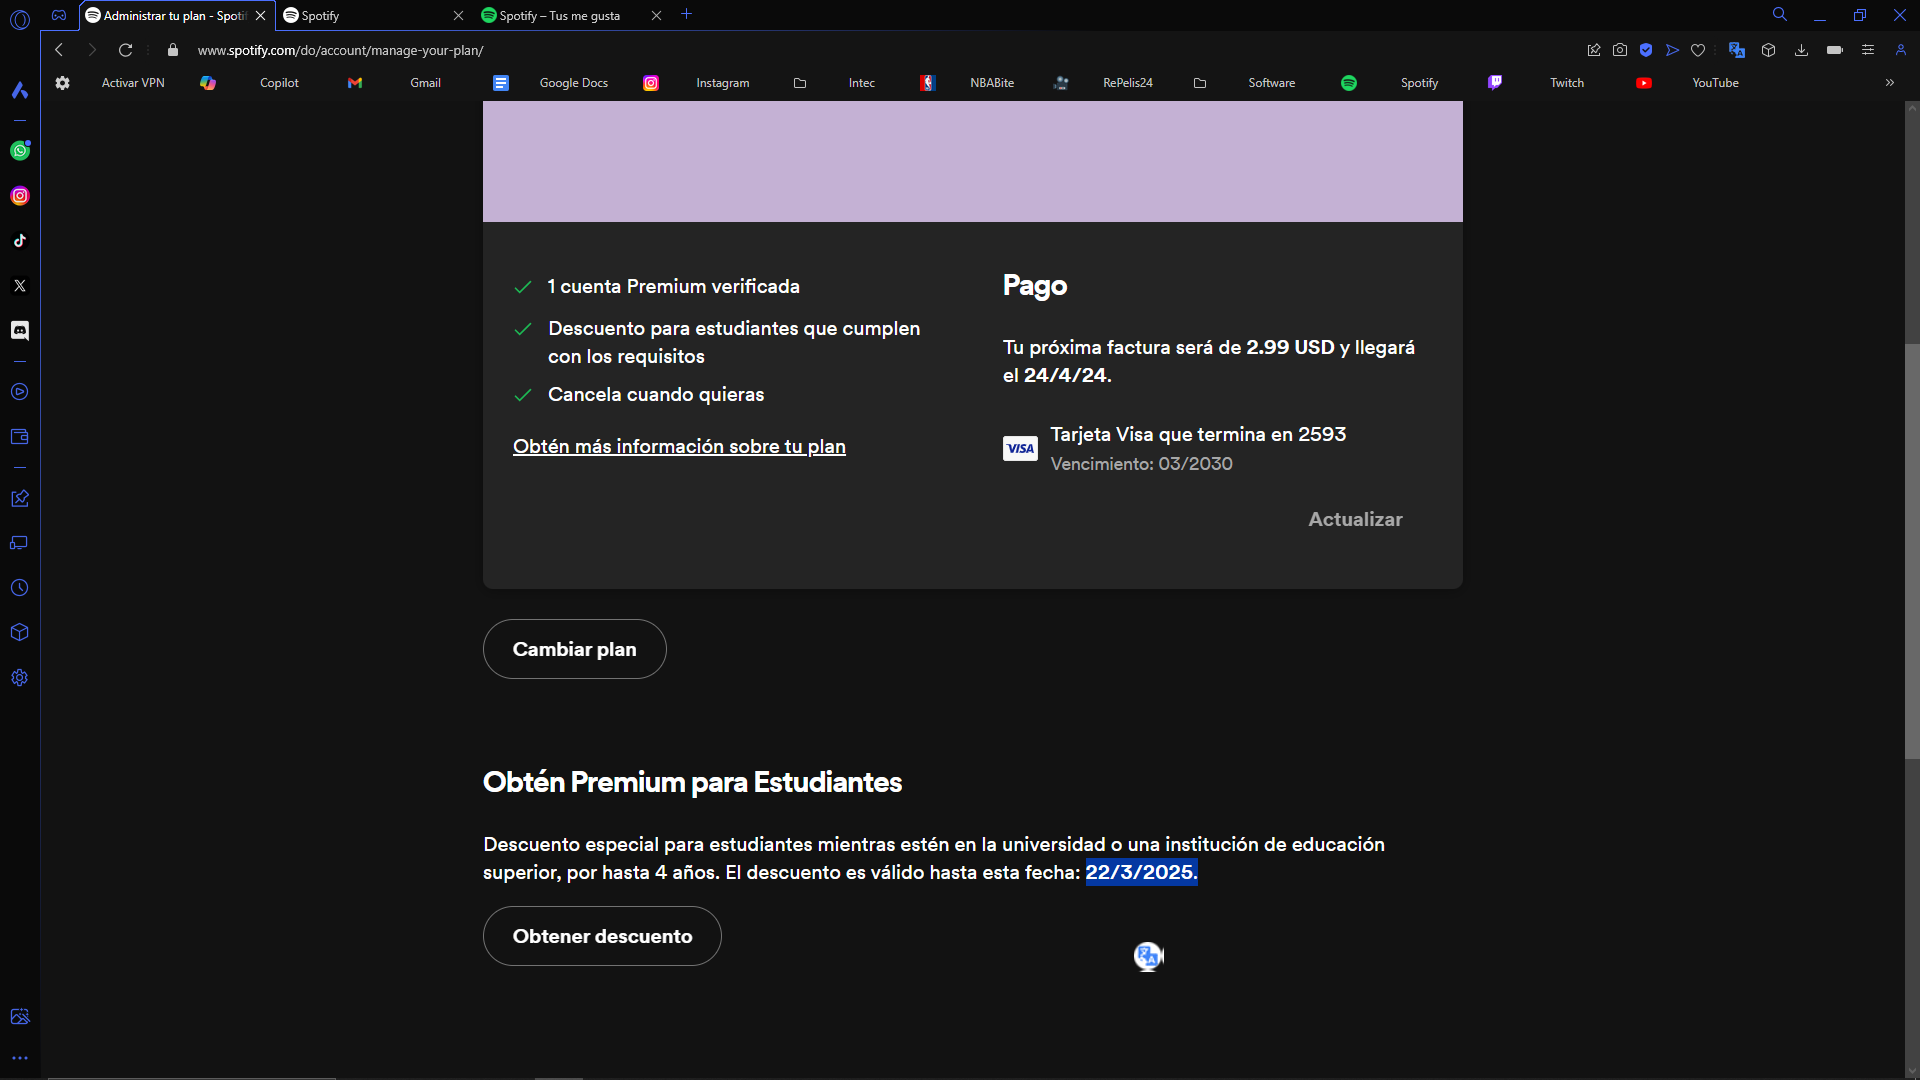 Administrar tu plan - Spoti
Spotify
Spotify – Tus me gusta
www.spotify.com/do/account/manage-your-plan/
Activar VPN
Copilot
Gmail
Google Docs
Instagram
Intec
NBABite
RePelis24
Software
Spotify
Twitch
YouTube
1 cuenta Premium verificada
Descuento para estudiantes que cumplen
con los requisitos
Cancela cuando quieras
Obtén más información sobre tu plan
Pago
Tu próxima factura será de 2.99 USD y llegará
el 24/4/24.
VISA
Tarjeta Visa que termina en 2593
Vencimiento: 03/2030
Actualizar
Cambiar plan
Obtén Premium para Estudiantes
Descuento especial para estudiantes mientras estén en la universidad o una institución de educación
superior, por hasta 4 años. El descuento es válido hasta esta fecha: 22/3/2025.
Obtener descuento